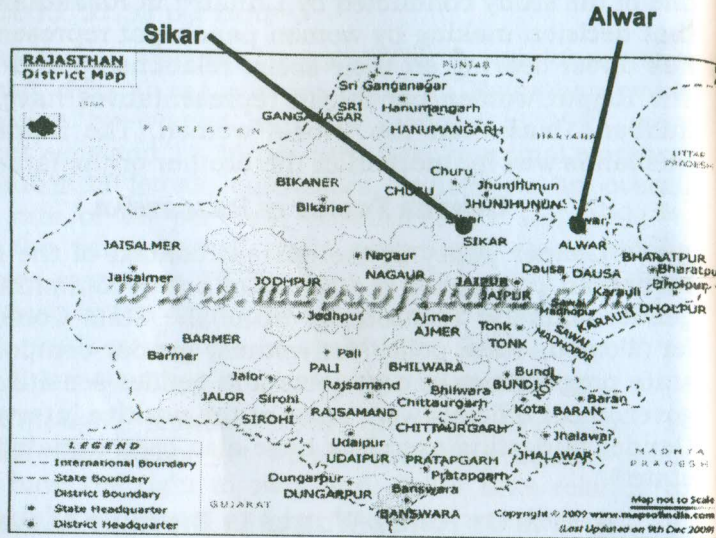 Alwar
Sikar
RAJASTHAN
District Map
PUNJAB
Sri Ganganagar
SRI
GANGANAGAR
Hanumangarh
HANUMANGARH
UTTAR
PRADESH
Churu
CHURU
Jhunjhunun
JHUNJHUNUN
BIKANER
Bikaner
SIKAR
ALWAR
JAISALMER
Jaisalmer
Nagaur
NAGAUR
Dausa
DAUSA
BHARATPUR
Bharatpu
JODHPUR
JAIPUR
JAIPUR
Karauli
KARAULI
Dholpur
DHOLPUR
www.mapsofindia.com
Jodhpur
Ajmer
AJMER
Tonk
TONK
Sawai
Madhopur
SAWAI
MADHOPUR
BARMER
Barmer
Pali
PALI
BHILWARA
Bhilwara
Bundi
BUNDI
KOTA
Kota
Jalor
JALOR
Sirohi
SIROHI
Rajsamand
RAJSAMAND
Chittaurgarh
CHITTAURGARH
Baran
BARAN
Udaipur
UDAIPUR
Jhalawar
JHALAWAR
PRATAPGARH
Pratapgarh
MADHYA
PRADESH
Dungarpur
DUNGARPUR
Banswara
BANSWARA
GUJARAT
LEGEND
International Boundary
State Boundary
District Boundary
State Headquarter
District Headquarter
Map not to Scale
Copyright © 2009 www.mapsofindia.com
(Last Updated on 9th Dec 2009)